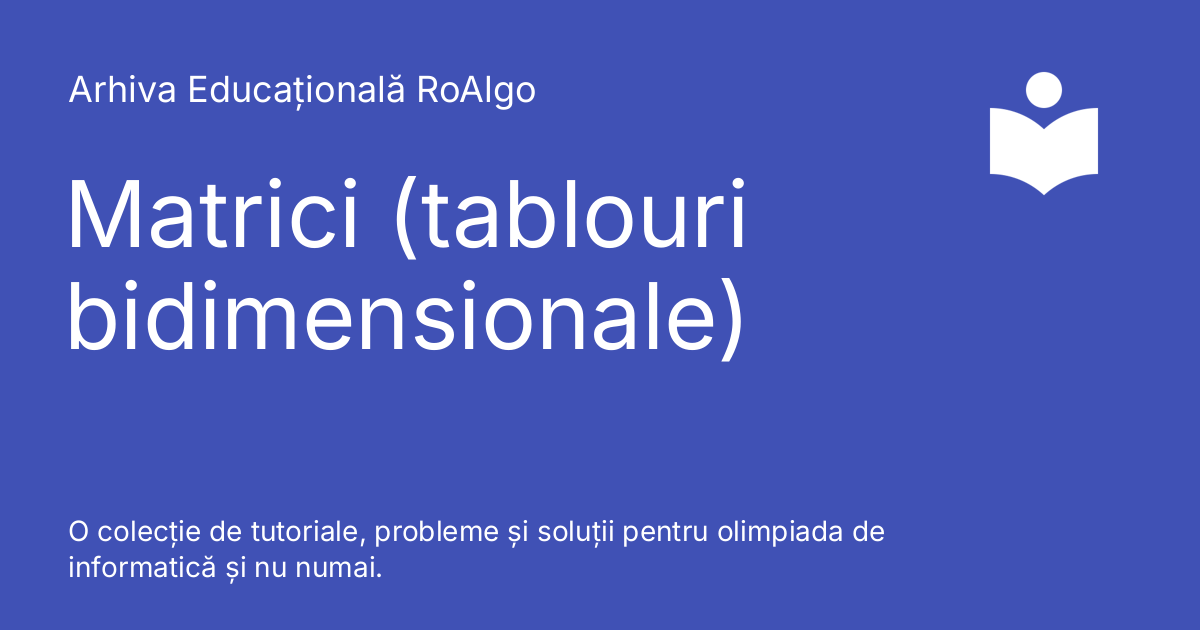 Arhiva Educațională RoAlgo
Matrici (tablouri
bidimensionale)
O colecție de tutoriale, probleme și soluții pentru olimpiada de
informatică și nu numai.